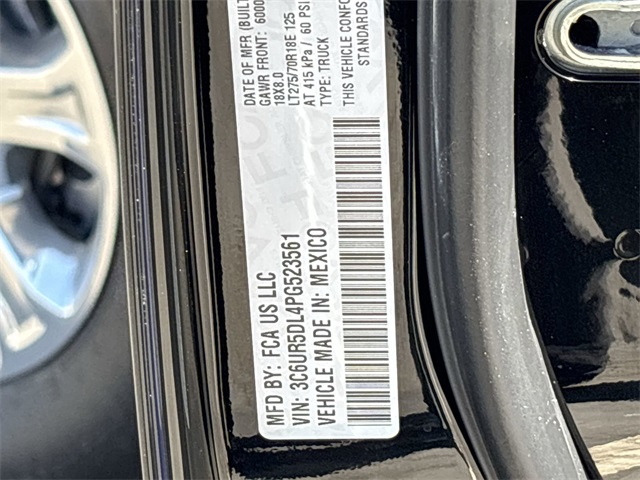 MFD BY: FCA US LLC
VIN: 3C6UR5DL4PG523561
VEHICLE MADE IN: MEXICO
DATE OF MFR (BUILT
GAWR FRONT: 6000
18X8.0
LT275/70R18E 125
AT 415 kPa / 60 PSI
TYPE: TRUCK
THIS VEHICLE CONFO
STANDARDS